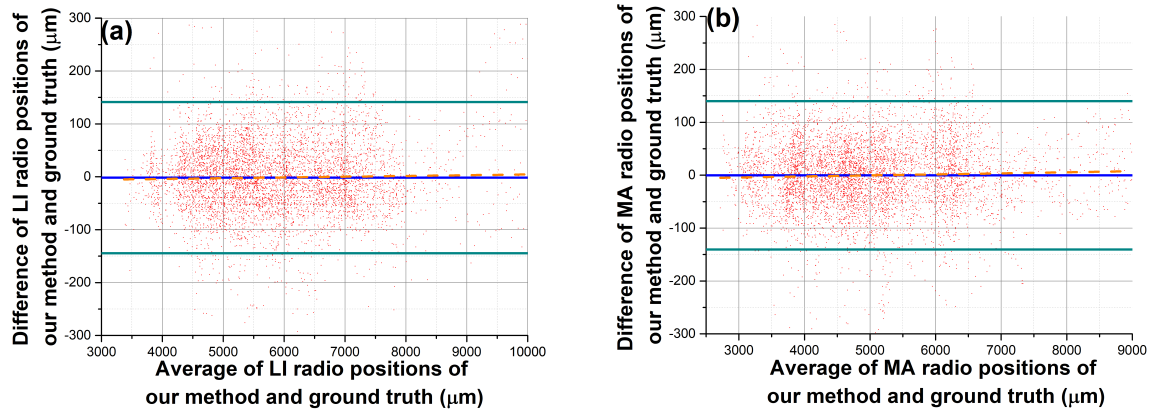 (a)
Difference of LI radio positions of
our method and ground truth (μm)
300
200
100
0
-100
-200
-300
3000 4000 5000 6000 7000 8000 9000 10000
Average of LI radio positions of
our method and ground truth (μm)
(b)
Difference of MA radio positions of
our method and ground truth (μm)
300
200
100
0
-100
-200
-300
3000 4000 5000 6000 7000 8000 9000
Average of MA radio positions of
our method and ground truth (μm)